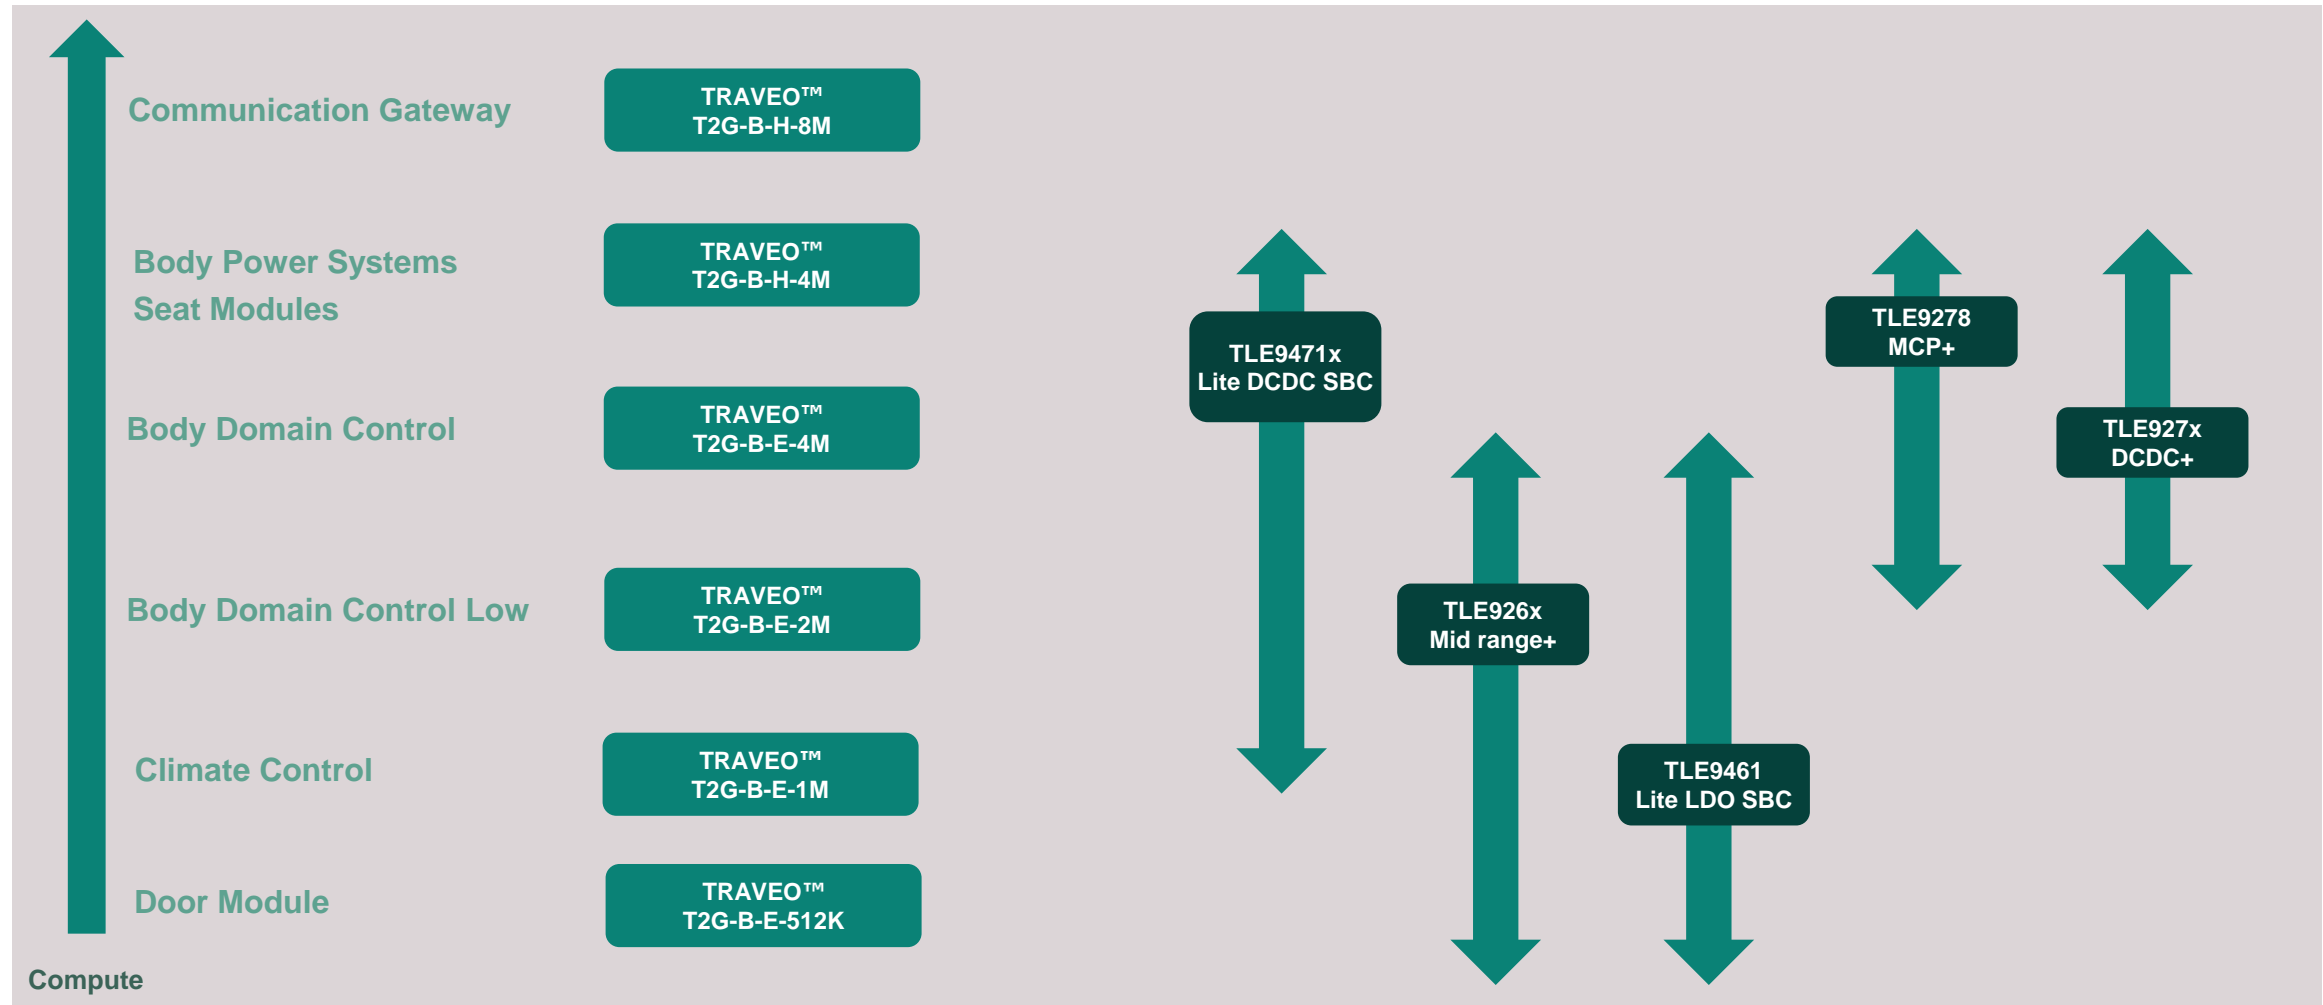 Communication Gateway
TRAVEO™
T2G-B-H-8M
Body Power Systems
Seat Modules
TRAVEO™
T2G-B-H-4M
Body Domain Control
TRAVEO™
T2G-B-E-4M
Body Domain Control Low
TRAVEO™
T2G-B-E-2M
Climate Control
TRAVEO™
T2G-B-E-1M
Door Module
TRAVEO™
T2G-B-E-512K
Compute
TLE9471x
Lite DCDC SBC
TLE926x
Mid range+
TLE9461
Lite LDO SBC
TLE9278
MCP+
TLE927x
DCDC+